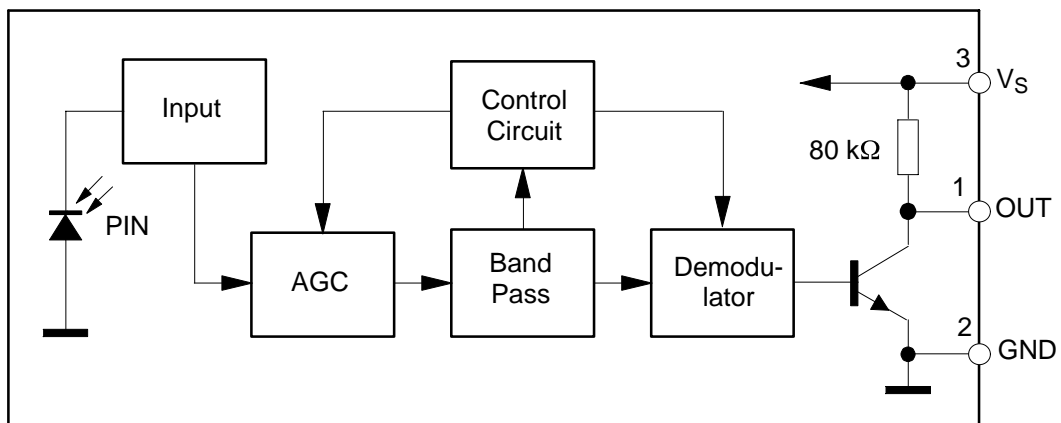 Input
Control
Circuit
3
V_S
80 kΩ
1
OUT
PIN
AGC
Band
Pass
Demodu-
lator
2
GND